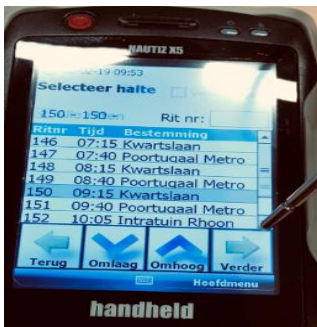 NAUTIZ X5
02-19 09:53
Selecteer halte
150 - 150 Rit nr:
Ritnr Tijd Bestemming
146 07:15 Kwartslaan
147 07:40 Poortugaal Metro
148 08:15 Kwartslaan
149 08:40 Poortugaal Metro
150 09:15 Kwartslaan
151 09:40 Poortugaal Metro
152 10:05 Intratuin Rhoon
Terug Omlaag Omhoog Verder
Hoofdmenu
handheld